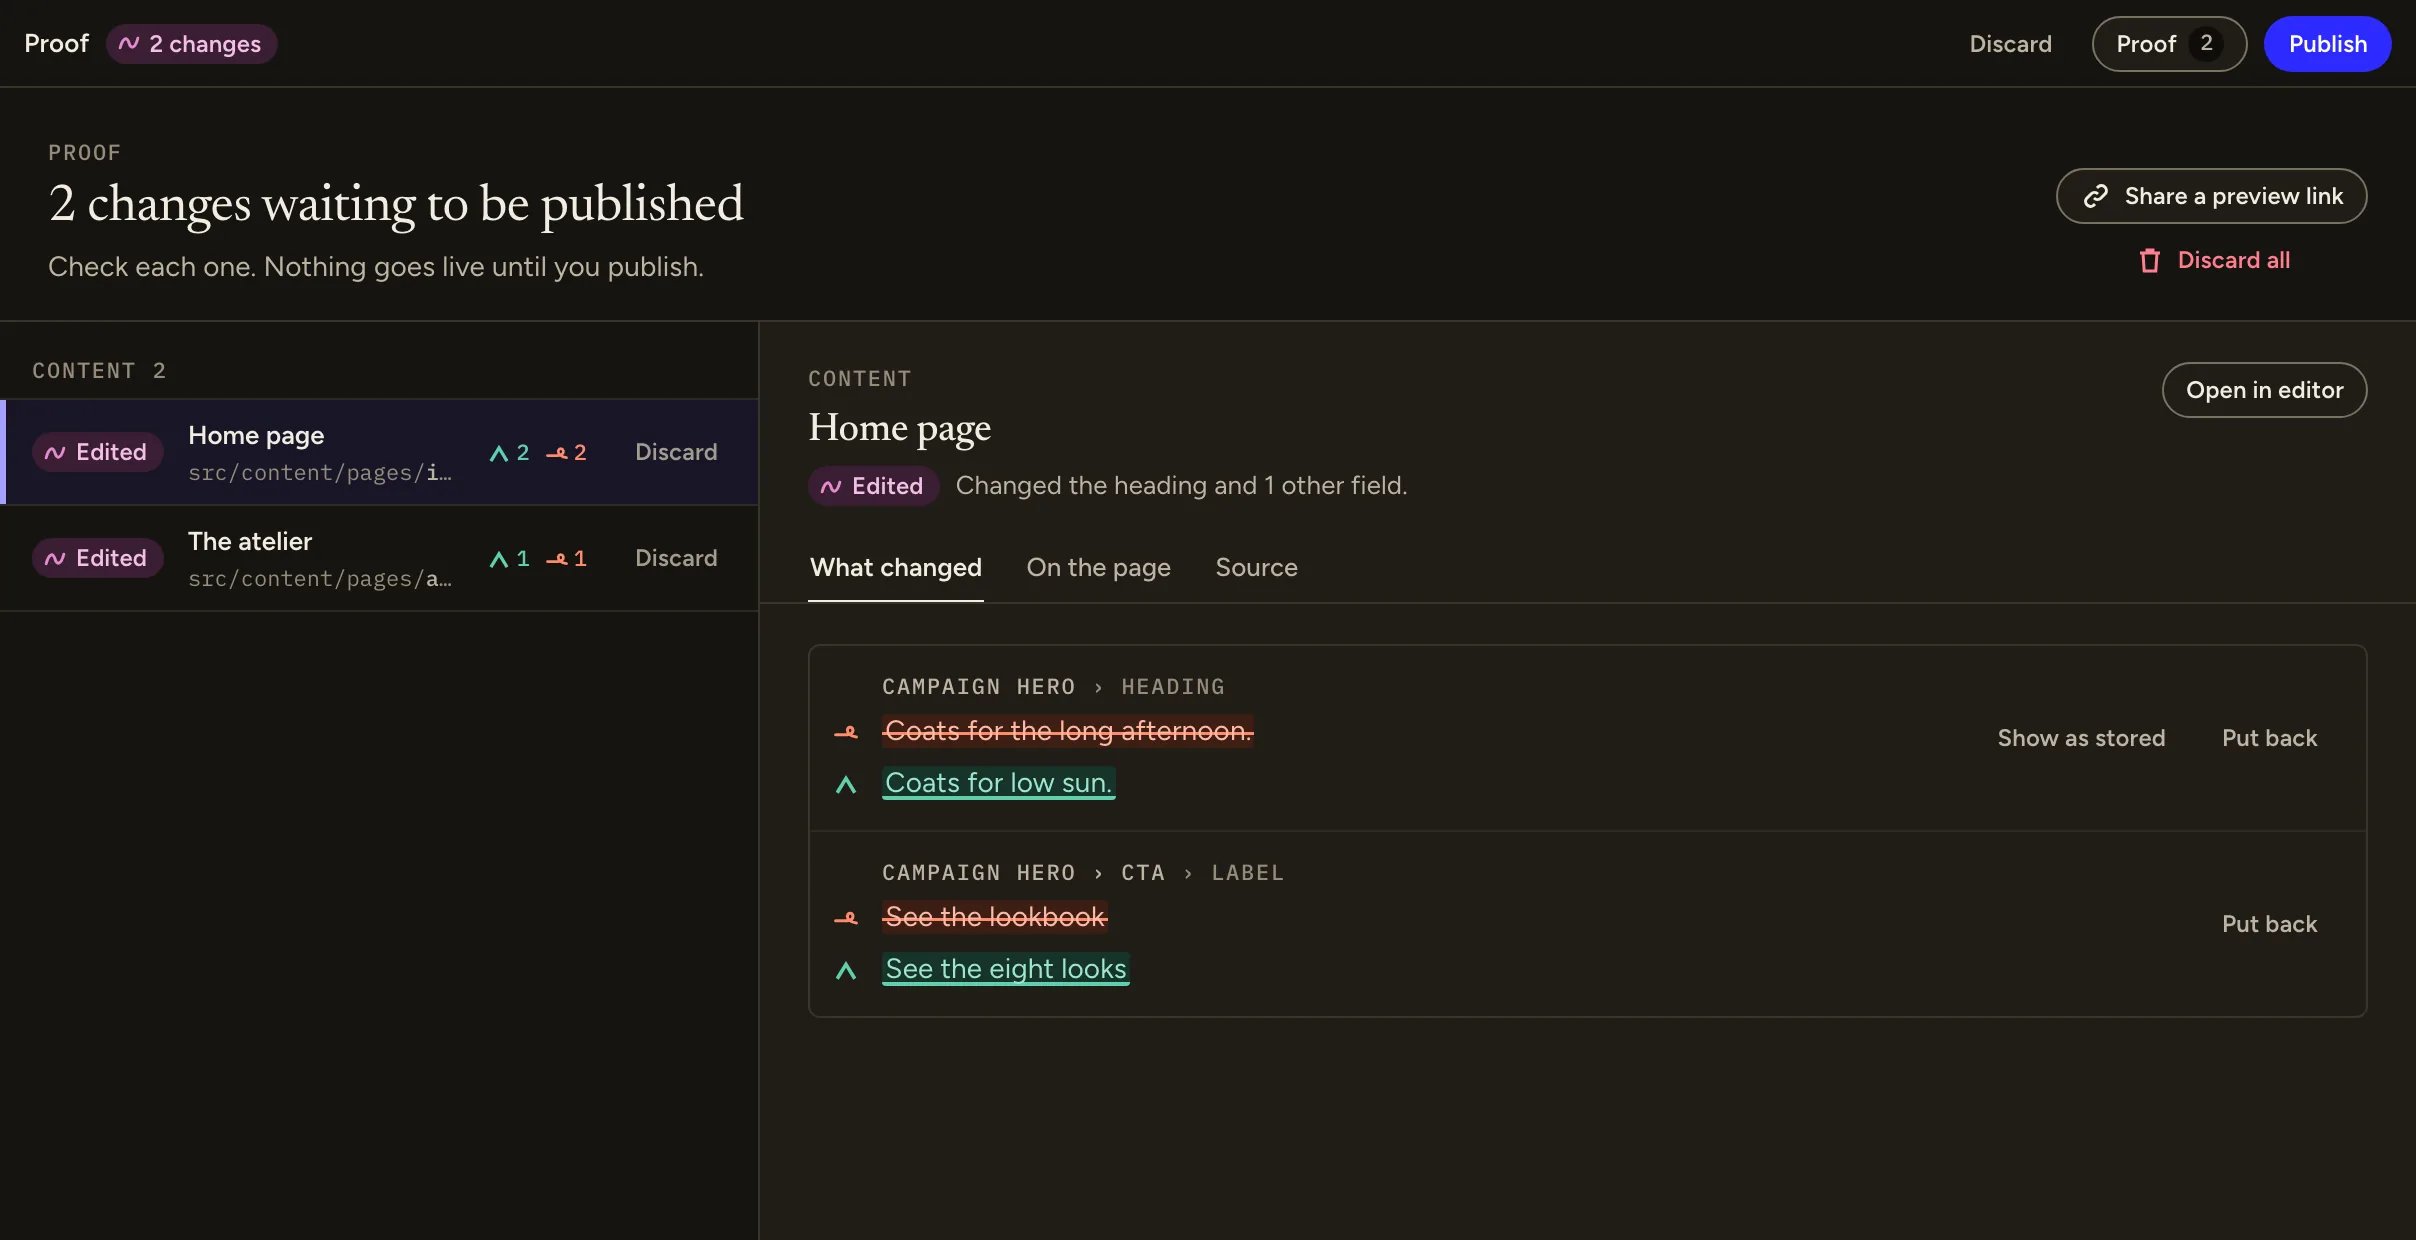 Proof
2 changes
Discard
Proof 2
Publish
PROOF
2 changes waiting to be published
Check each one. Nothing goes live until you publish.
Share a preview link
Discard all
CONTENT 2
Edited
Home page
src/content/pages/i…
2
2
Discard
Edited
The atelier
src/content/pages/a…
1
1
Discard
CONTENT
Home page
Open in editor
Edited
Changed the heading and 1 other field.
What changed
On the page
Source
CAMPAIGN HERO › HEADING
Coats for the long afternoon.
Coats for low sun.
Show as stored
Put back
CAMPAIGN HERO › CTA › LABEL
See the lookbook
See the eight looks
Put back